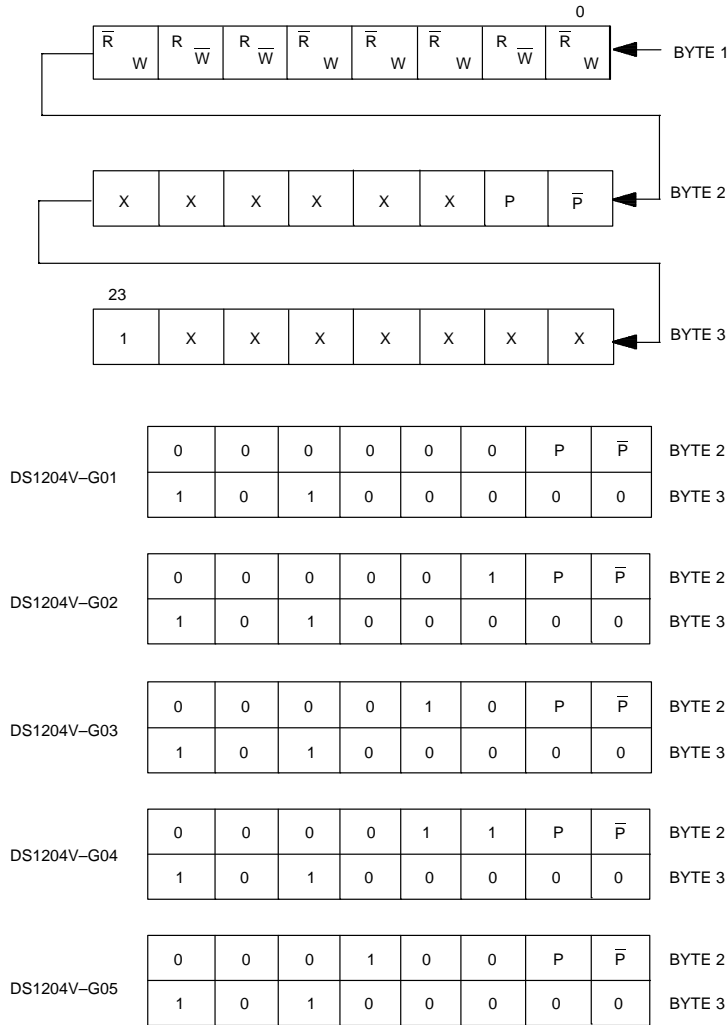 0
R̅ W R W̅ R W̅ R̅ W R̅ W R̅ W R W̅ R̅ W BYTE 1
X X X X X X P P̅ BYTE 2
23
1 X X X X X X X BYTE 3
DS1204V–G01
0 0 0 0 0 0 P P̅ BYTE 2
1 0 1 0 0 0 0 0 BYTE 3
DS1204V–G02
0 0 0 0 0 1 P P̅ BYTE 2
1 0 1 0 0 0 0 0 BYTE 3
DS1204V–G03
0 0 0 0 1 0 P P̅ BYTE 2
1 0 1 0 0 0 0 0 BYTE 3
DS1204V–G04
0 0 0 0 1 1 P P̅ BYTE 2
1 0 1 0 0 0 0 0 BYTE 3
DS1204V–G05
0 0 0 1 0 0 P P̅ BYTE 2
1 0 1 0 0 0 0 0 BYTE 3